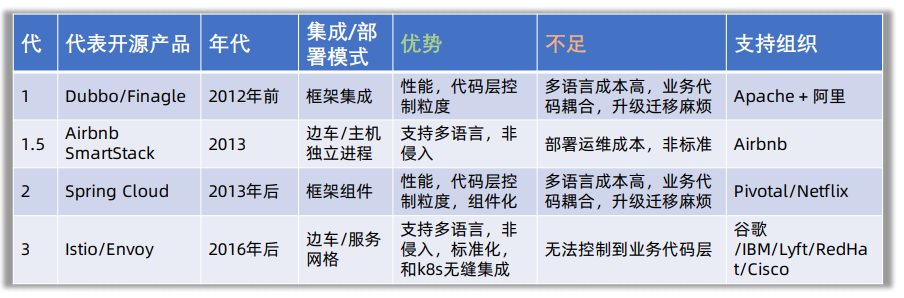 代 代表开源产品 年代 集成/部署模式 优势 不足 支持组织
1 Dubbo/Finagle 2012年前 框架集成 性能，代码层控制粒度 多语言成本高，业务代码耦合，升级迁移麻烦 Apache + 阿里
1.5 Airbnb SmartStack 2013 边车/主机独立进程 支持多语言，非侵入 部署运维成本，非标准 Airbnb
2 Spring Cloud 2013年后 框架组件 性能，代码层控制粒度，组件化 多语言成本高，业务代码耦合，升级迁移麻烦 Pivotal/Netflix
3 Istio/Envoy 2016年后 边车/服务网格 支持多语言，非侵入，标准化，和k8s无缝集成 无法控制到业务代码层 谷歌/IBM/Lyft/RedHat/Cisco